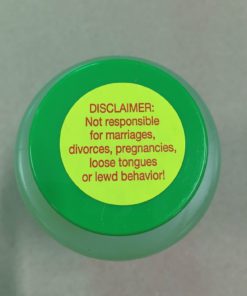 DISCLAIMER:
Not responsible
for marriages,
divorces, pregnancies,
loose tongues
or lewd behavior!